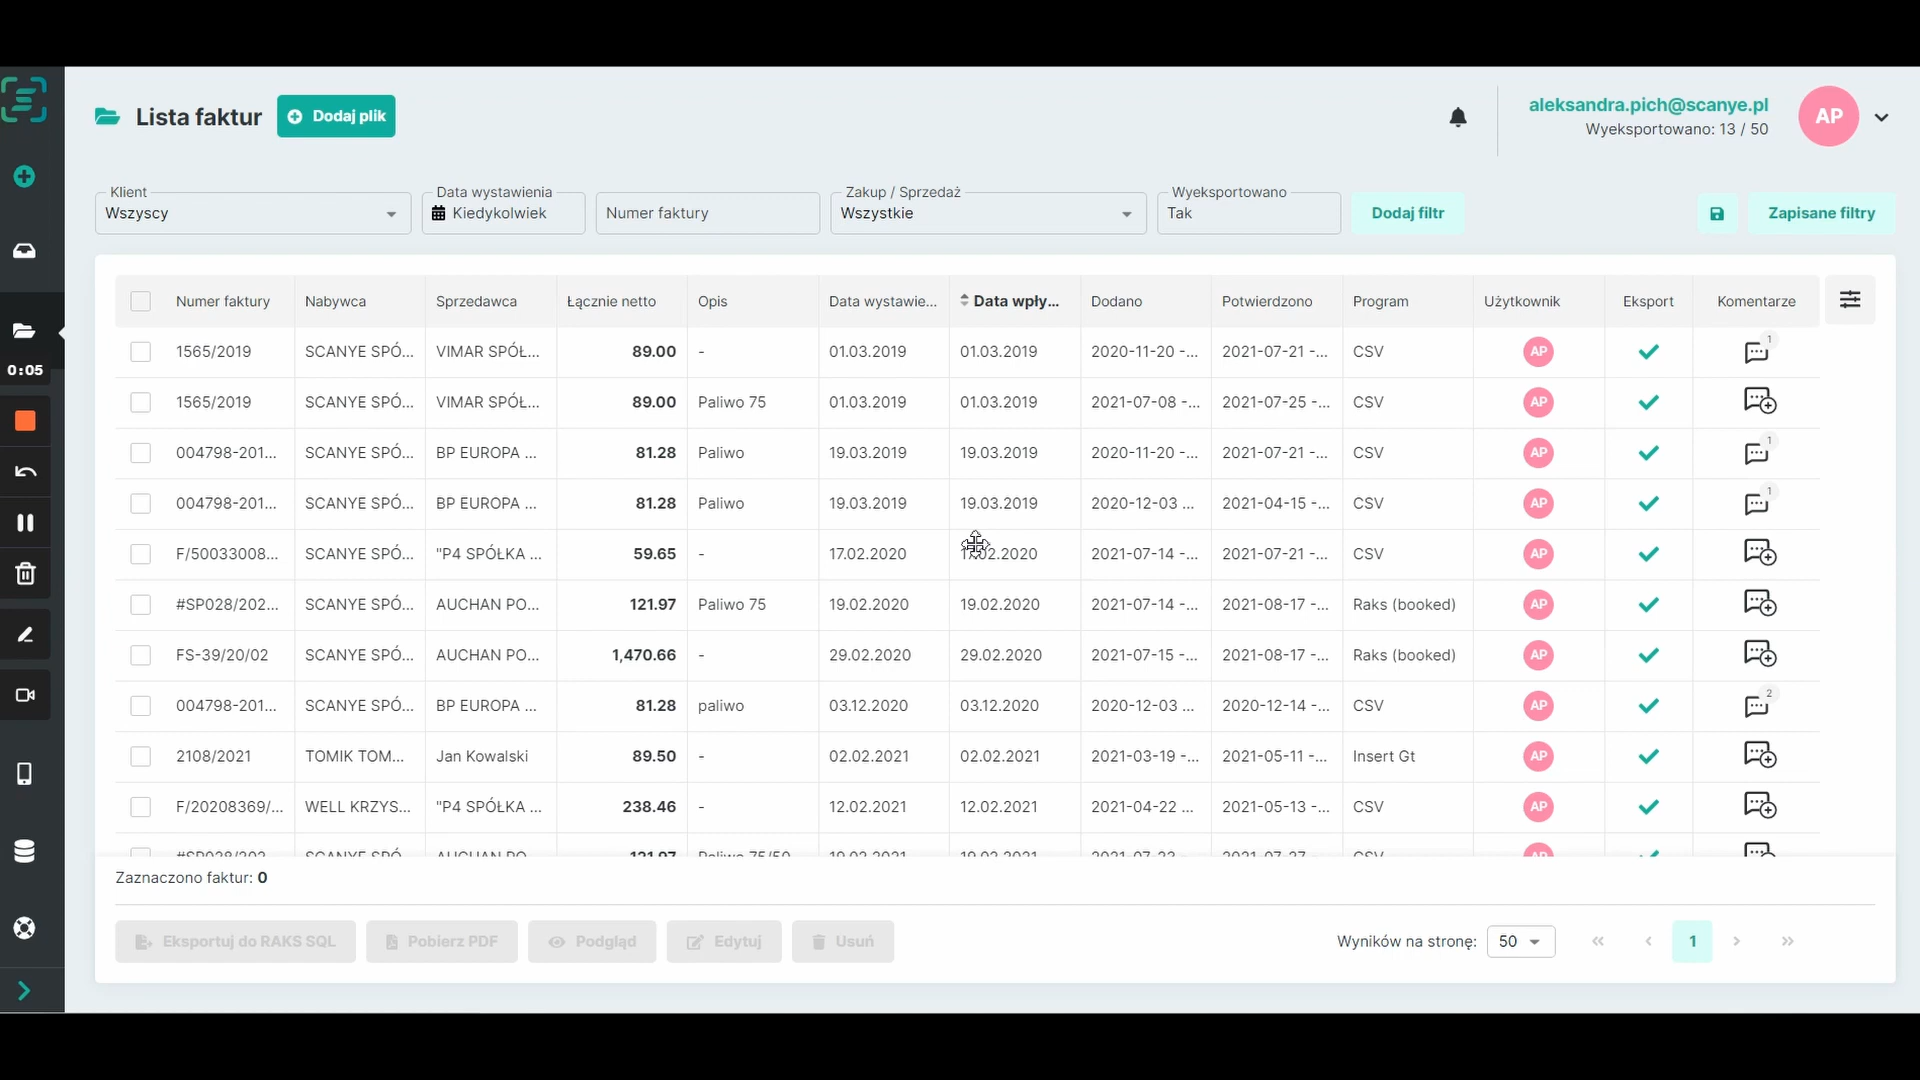 Lista faktur
Dodaj plik
aleksandra.pich@scanye.pl
Wyeksportowano: 13 / 50
AP
Klient
Wszyscy
Data wystawienia
Kiedykolwiek
Numer faktury
Zakup / Sprzedaż
Wszystkie
Wyeksportowano
Tak
Dodaj filtr
Zapisane filtry
Numer faktury Nabywca Sprzedawca Łącznie netto Opis Data wystawie... Data wpły... Dodano Potwierdzono Program Użytkownik Eksport Komentarze
1565/2019 SCANYE SPÓ... VIMAR SPÓŁ... 89.00 - 01.03.2019 01.03.2019 2020-11-20 -... 2021-07-21 -... CSV AP 1
1565/2019 SCANYE SPÓ... VIMAR SPÓŁ... 89.00 Paliwo 75 01.03.2019 01.03.2019 2021-07-08 -... 2021-07-25 -... CSV AP
004798-201... SCANYE SPÓ... BP EUROPA ... 81.28 Paliwo 19.03.2019 19.03.2019 2020-11-20 -... 2021-07-21 -... CSV AP 1
004798-201... SCANYE SPÓ... BP EUROPA ... 81.28 Paliwo 19.03.2019 19.03.2019 2020-12-03 ... 2021-04-15 -... CSV AP 1
F/50033008... SCANYE SPÓ... "P4 SPÓŁKA ... 59.65 - 17.02.2020 17.02.2020 2021-07-14 -... 2021-07-21 -... CSV AP
#SP028/202... SCANYE SPÓ... AUCHAN PO... 121.97 Paliwo 75 19.02.2020 19.02.2020 2021-07-14 -... 2021-08-17 -... Raks (booked) AP
FS-39/20/02 SCANYE SPÓ... AUCHAN PO... 1,470.66 - 29.02.2020 29.02.2020 2021-07-15 -... 2021-08-17 -... Raks (booked) AP
004798-201... SCANYE SPÓ... BP EUROPA ... 81.28 paliwo 03.12.2020 03.12.2020 2020-12-03 ... 2020-12-14 -... CSV AP 2
2108/2021 TOMIK TOM... Jan Kowalski 89.50 - 02.02.2021 02.02.2021 2021-03-19 -... 2021-05-11 -... Insert Gt AP
F/20208369/... WELL KRZYS... "P4 SPÓŁKA ... 238.46 - 12.02.2021 12.02.2021 2021-04-22 ... 2021-05-13 -... CSV AP
0:05
Zaznaczono faktur: 0
Eksportuj do RAKS SQL
Pobierz PDF
Podgląd
Edytuj
Usuń
Wyników na stronę: 50
« ‹ 1 › »